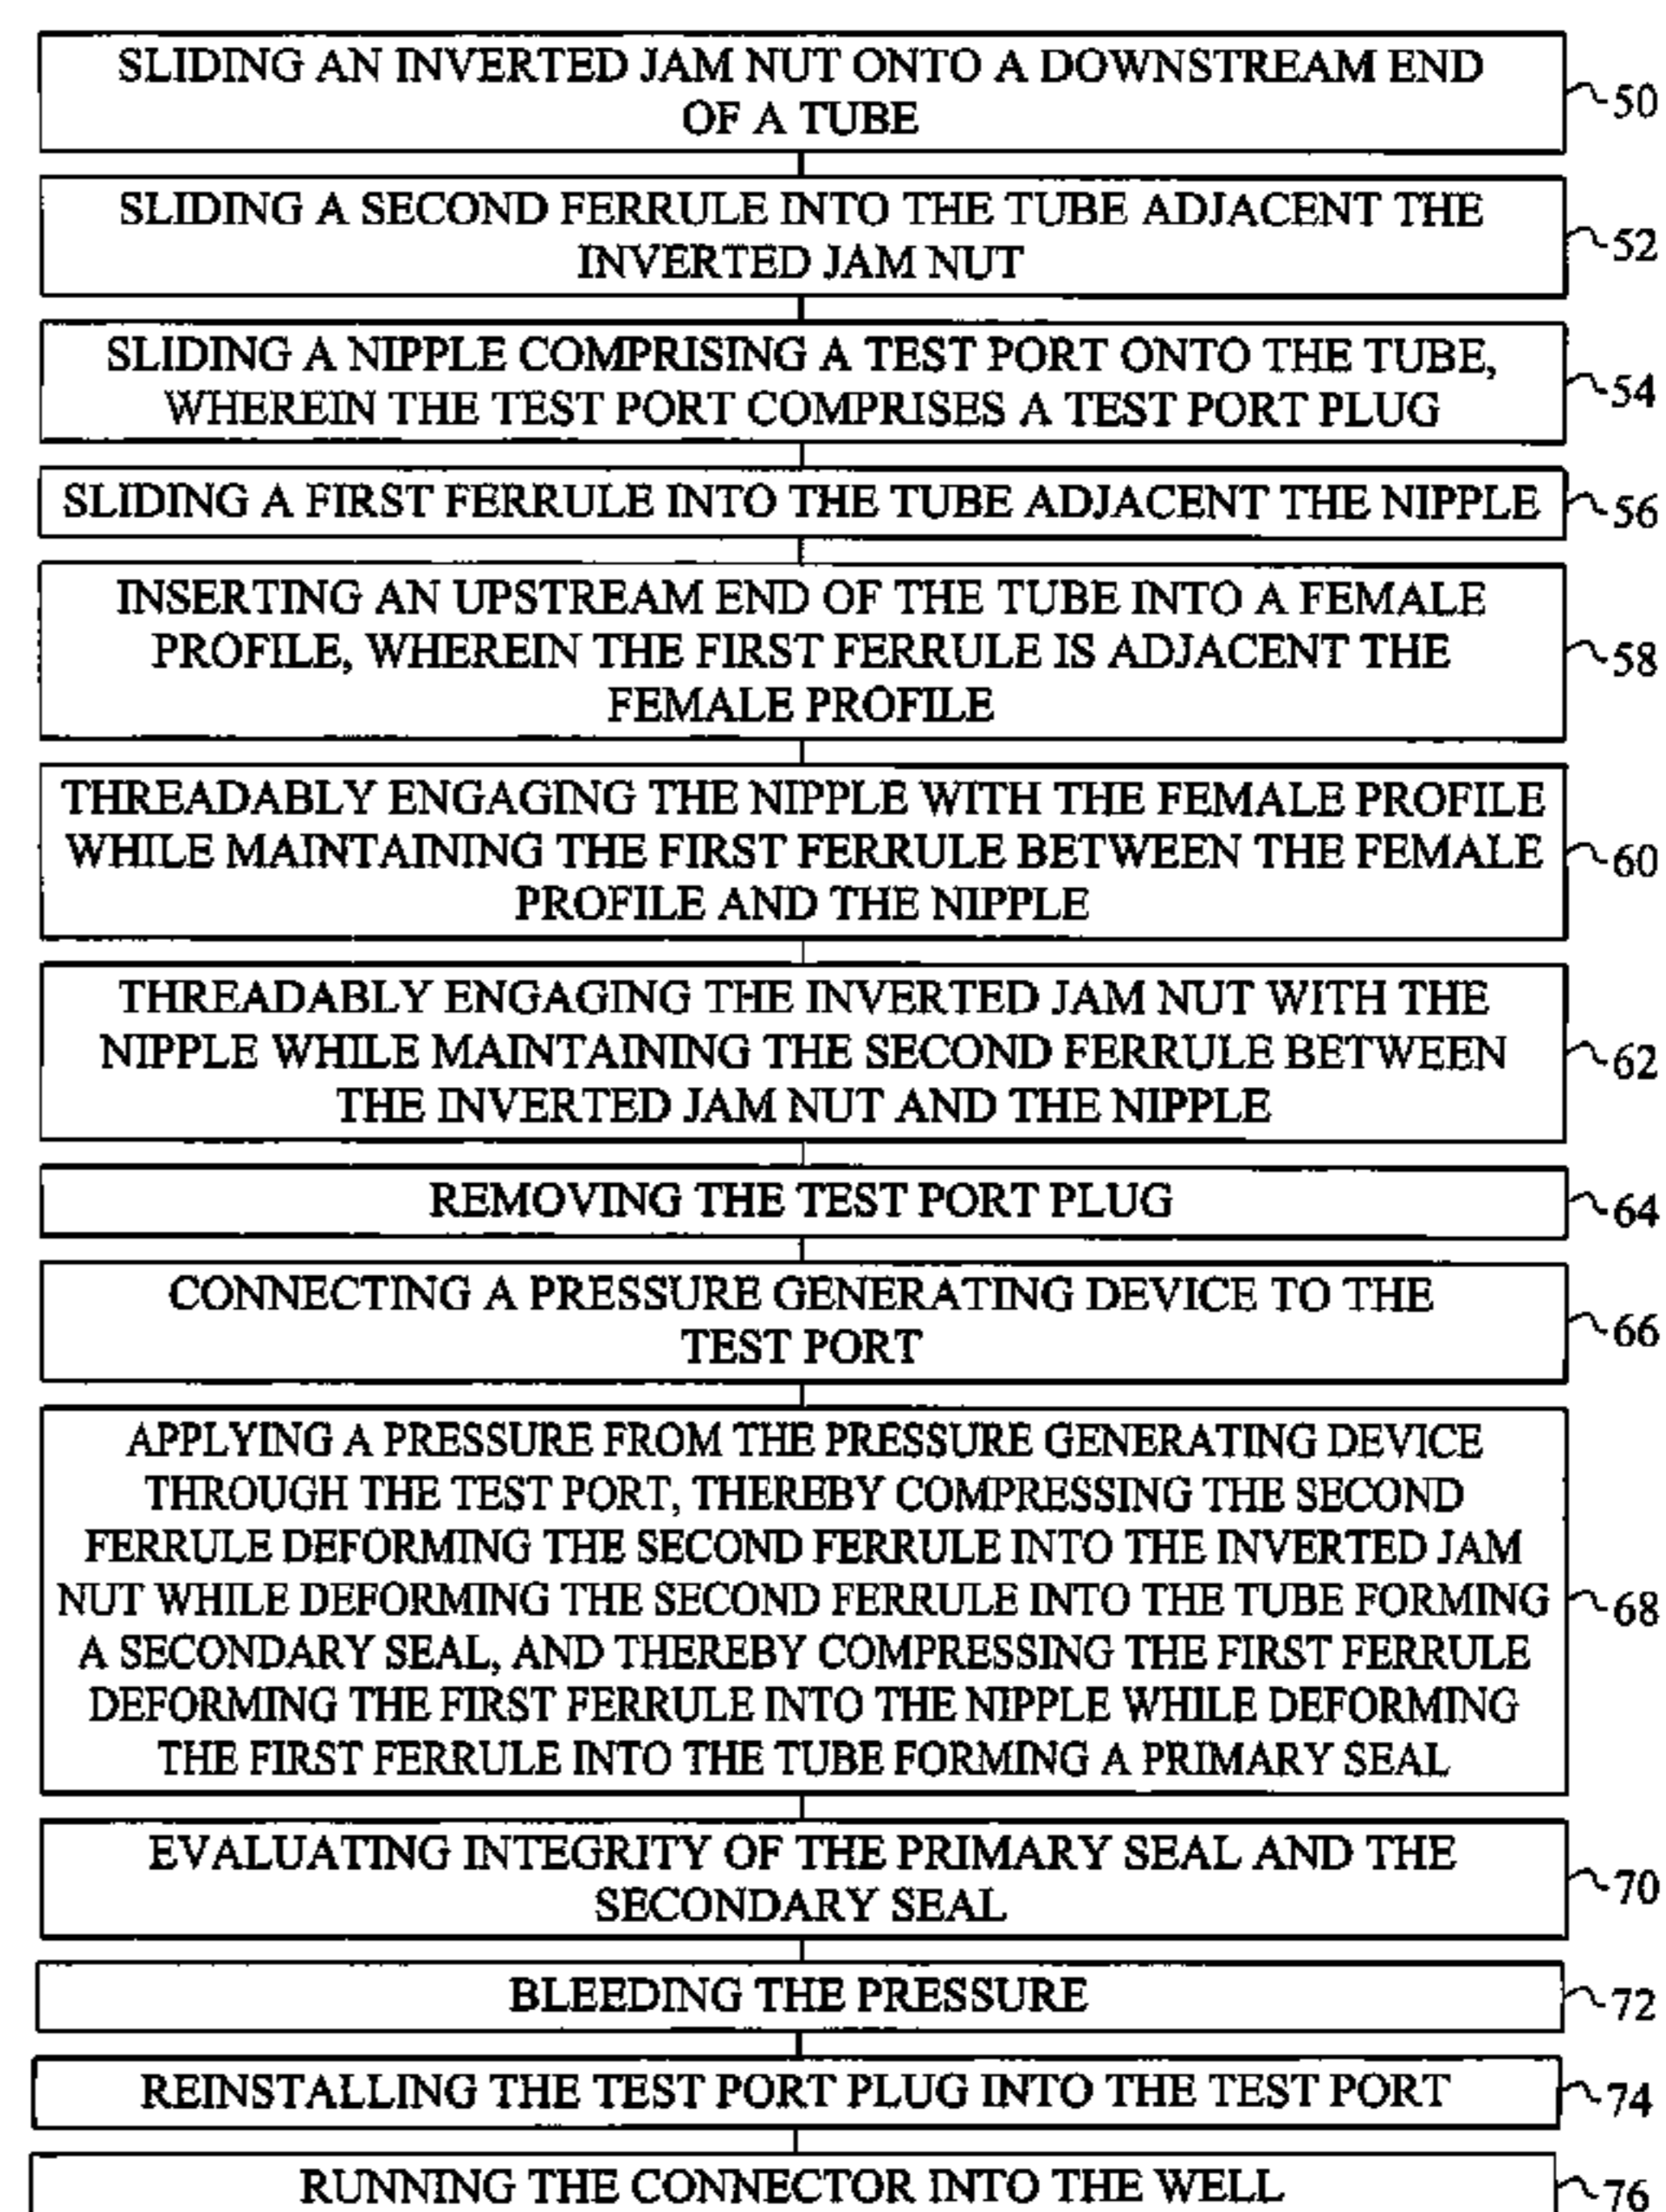 SLIDING AN INVERTED JAM NUT ONTO A DOWNSTREAM END
OF A TUBE
50
SLIDING A SECOND FERRULE INTO THE TUBE ADJACENT THE
INVERTED JAM NUT
52
SLIDING A NIPPLE COMPRISING A TEST PORT ONTO THE TUBE,
WHEREIN THE TEST PORT COMPRISES A TEST PORT PLUG
54
SLIDING A FIRST FERRULE INTO THE TUBE ADJACENT THE NIPPLE
56
INSERTING AN UPSTREAM END OF THE TUBE INTO A FEMALE
PROFILE, WHEREIN THE FIRST FERRULE IS ADJACENT THE
FEMALE PROFILE
58
THREADABLY ENGAGING THE NIPPLE WITH THE FEMALE PROFILE
WHILE MAINTAINING THE FIRST FERRULE BETWEEN THE FEMALE
PROFILE AND THE NIPPLE
60
THREADABLY ENGAGING THE INVERTED JAM NUT WITH THE
NIPPLE WHILE MAINTAINING THE SECOND FERRULE BETWEEN
THE INVERTED JAM NUT AND THE NIPPLE
62
REMOVING THE TEST PORT PLUG
64
CONNECTING A PRESSURE GENERATING DEVICE TO THE
TEST PORT
66
APPLYING A PRESSURE FROM THE PRESSURE GENERATING DEVICE
THROUGH THE TEST PORT, THEREBY COMPRESSING THE SECOND
FERRULE DEFORMING THE SECOND FERRULE INTO THE INVERTED JAM
NUT WHILE DEFORMING THE SECOND FERRULE INTO THE TUBE FORMING
A SECONDARY SEAL, AND THEREBY COMPRESSING THE FIRST FERRULE
DEFORMING THE FIRST FERRULE INTO THE NIPPLE WHILE DEFORMING
THE FIRST FERRULE INTO THE TUBE FORMING A PRIMARY SEAL
68
EVALUATING INTEGRITY OF THE PRIMARY SEAL AND THE
SECONDARY SEAL
70
BLEEDING THE PRESSURE
72
REINSTALLING THE TEST PORT PLUG INTO THE TEST PORT
74
RUNNING THE CONNECTOR INTO THE WELL
76